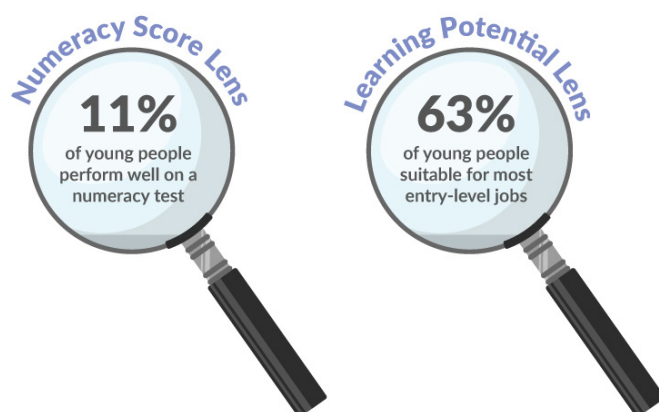 Numeracy Score Lens
11%
of young people
perform well on a
numeracy test
Learning Potential Lens
63%
of young people
suitable for most
entry-level jobs